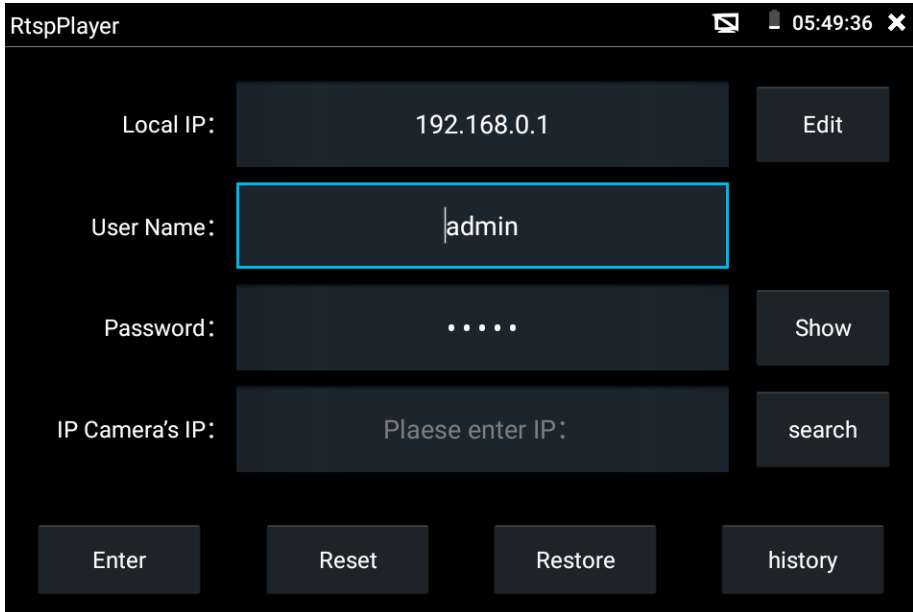 RtspPlayer 05:49:36
Local IP: 192.168.0.1 Edit
User Name: admin
Password: ••••• Show
IP Camera’s IP: Plaese enter IP: search
Enter Reset Restore history